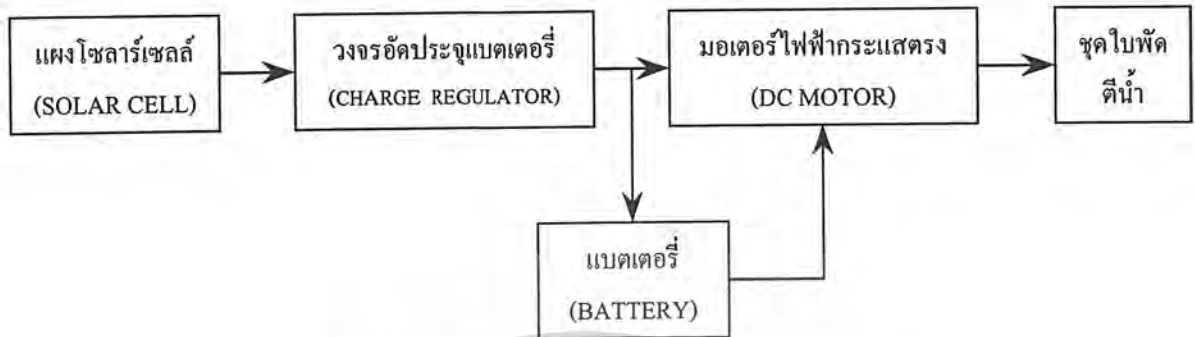 แผงโซลาร์เซลล์
(SOLAR CELL)
วงจรอัดประจุแบตเตอรี่
(CHARGE REGULATOR)
มอเตอร์ไฟฟ้ากระแสตรง
(DC MOTOR)
ชุดใบพัด
ตีน้ำ
แบตเตอรี่
(BATTERY)